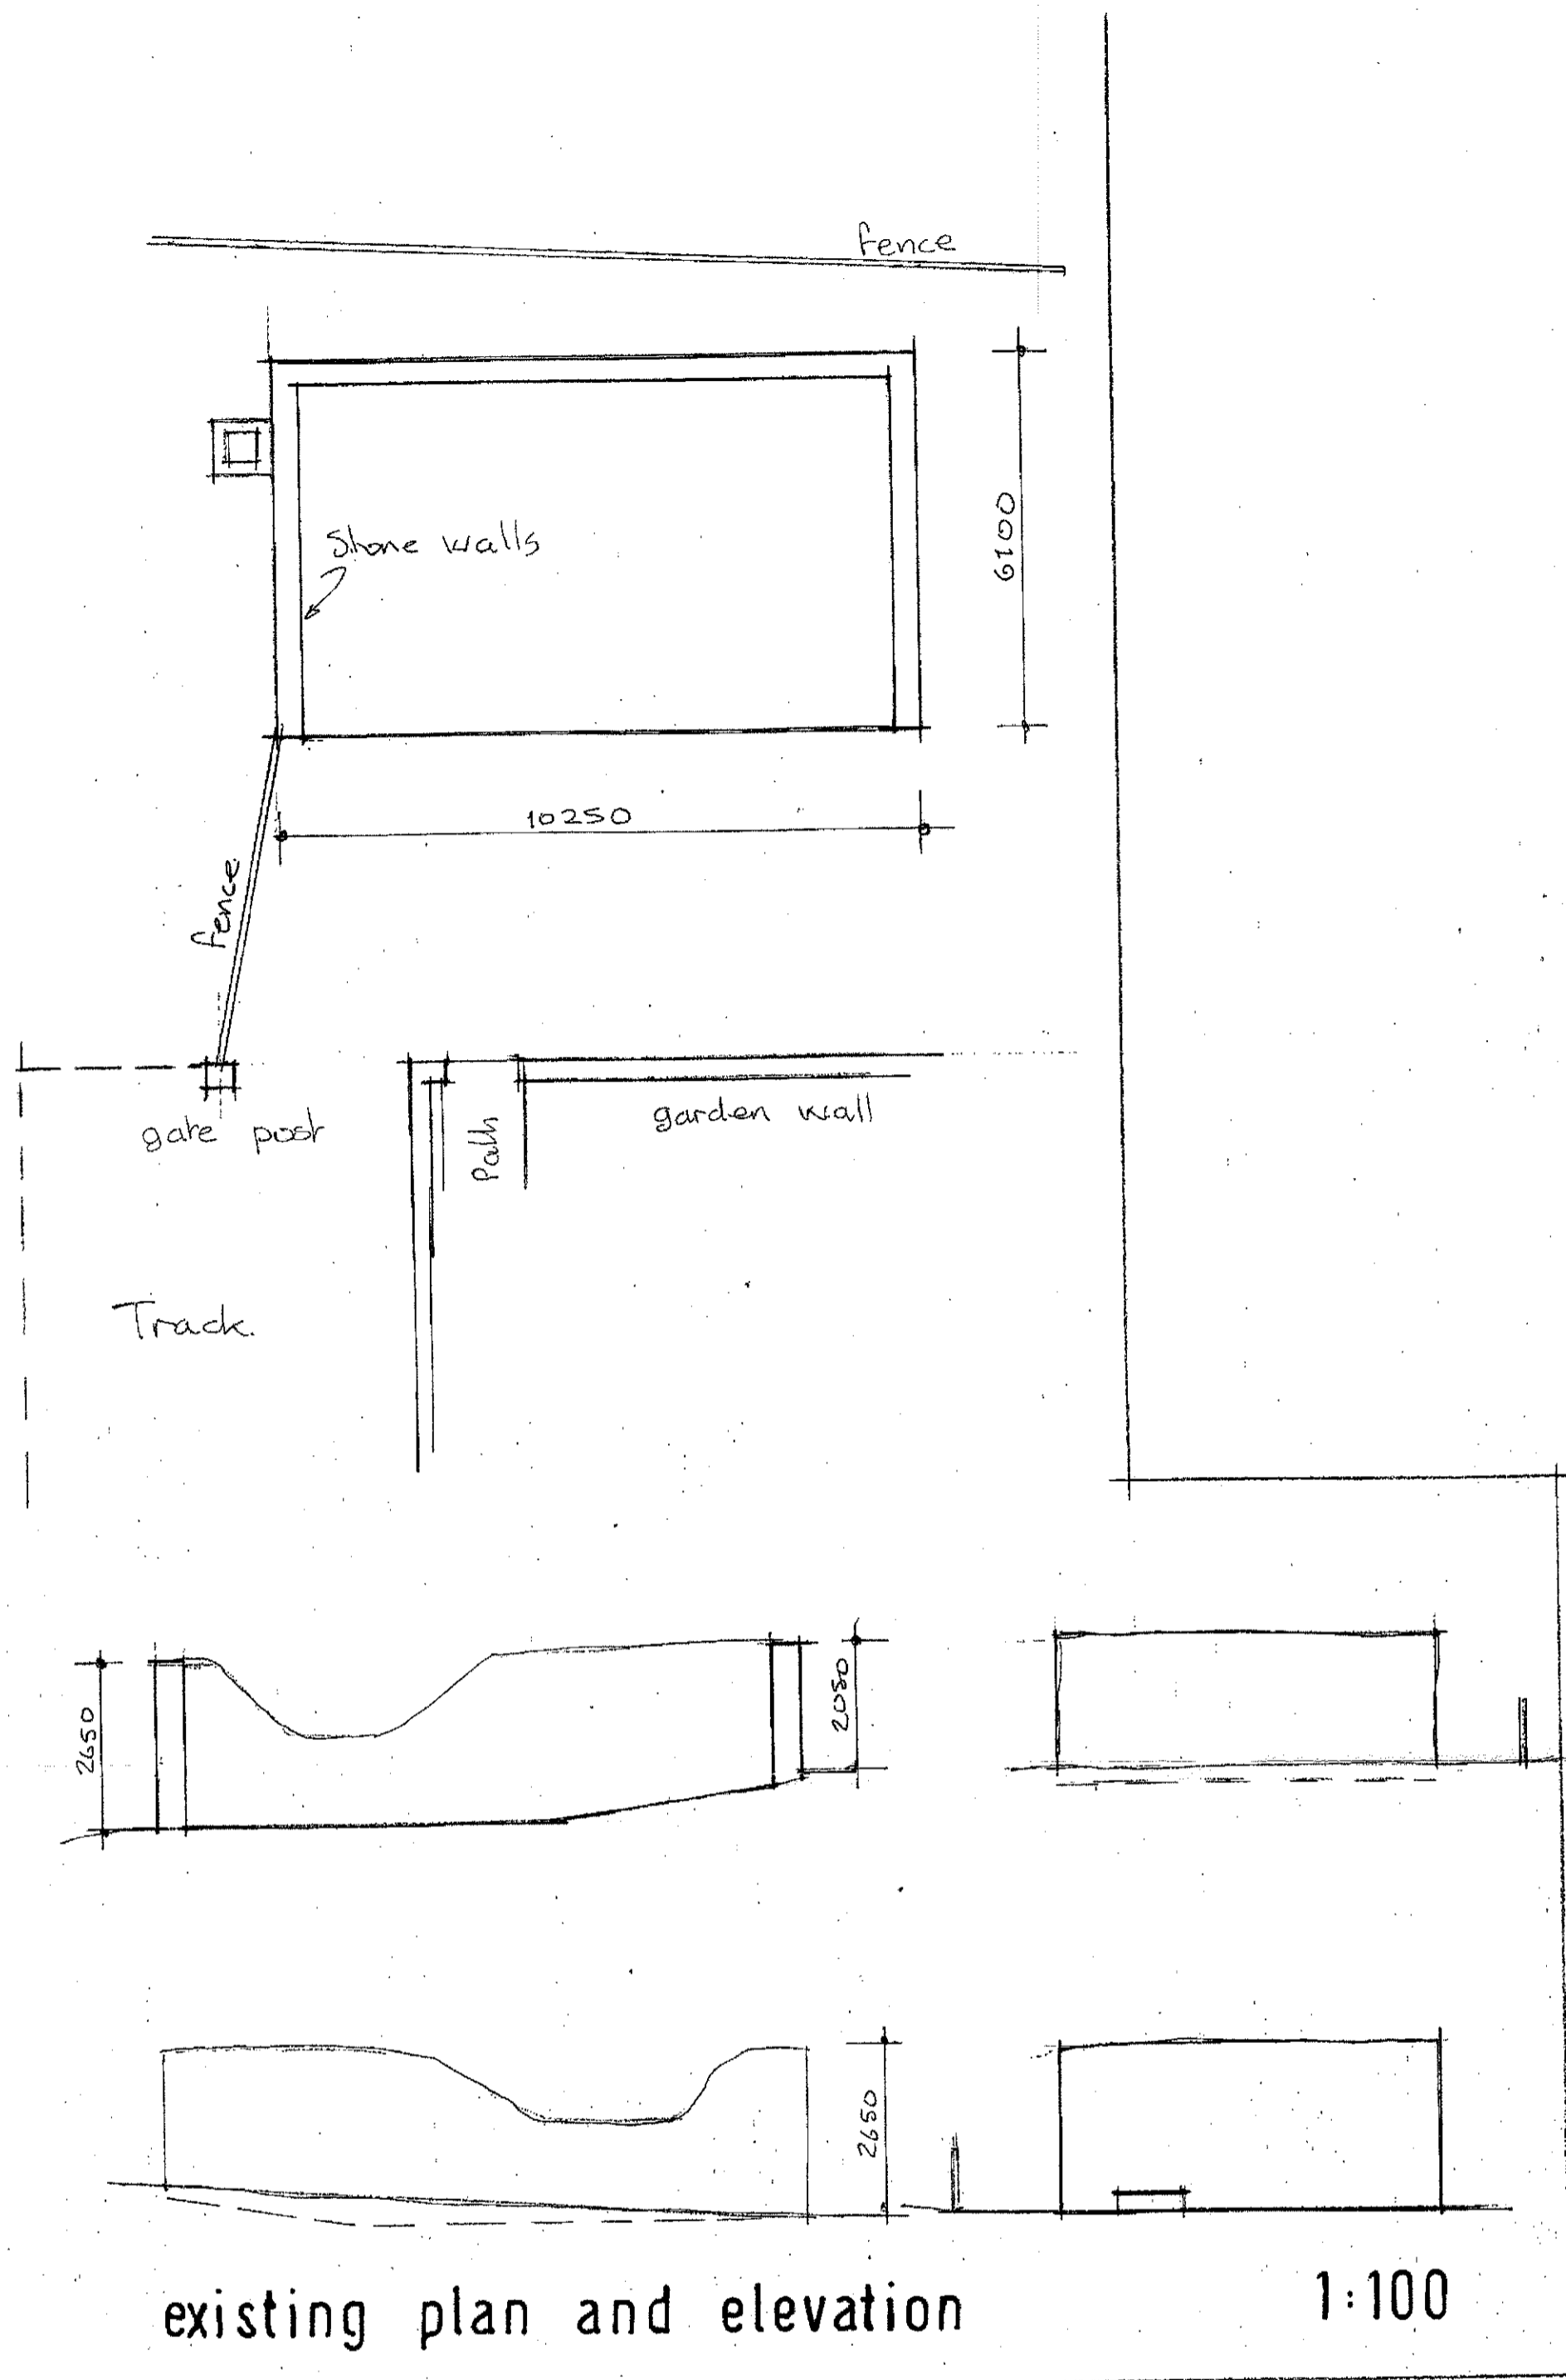 fence
Stone walls
6100
10250
fence
gate post
Path
garden wall
Track.
2650
2050
2650
existing plan and elevation
1:100